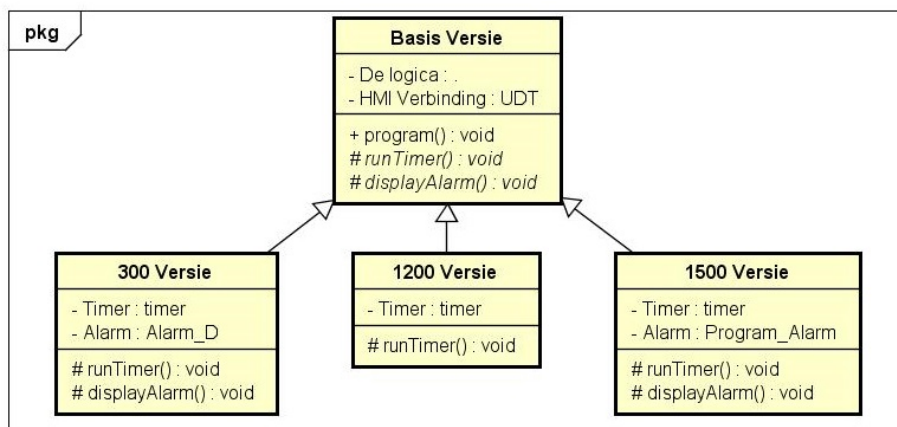 pkg
Basis Versie
- De logica : .
- HMI Verbinding : UDT
+ program() : void
# runTimer() : void
# displayAlarm() : void
300 Versie
- Timer : timer
- Alarm : Alarm_D
# runTimer() : void
# displayAlarm() : void
1200 Versie
- Timer : timer
# runTimer() : void
1500 Versie
- Timer : timer
- Alarm : Program_Alarm
# runTimer() : void
# displayAlarm() : void